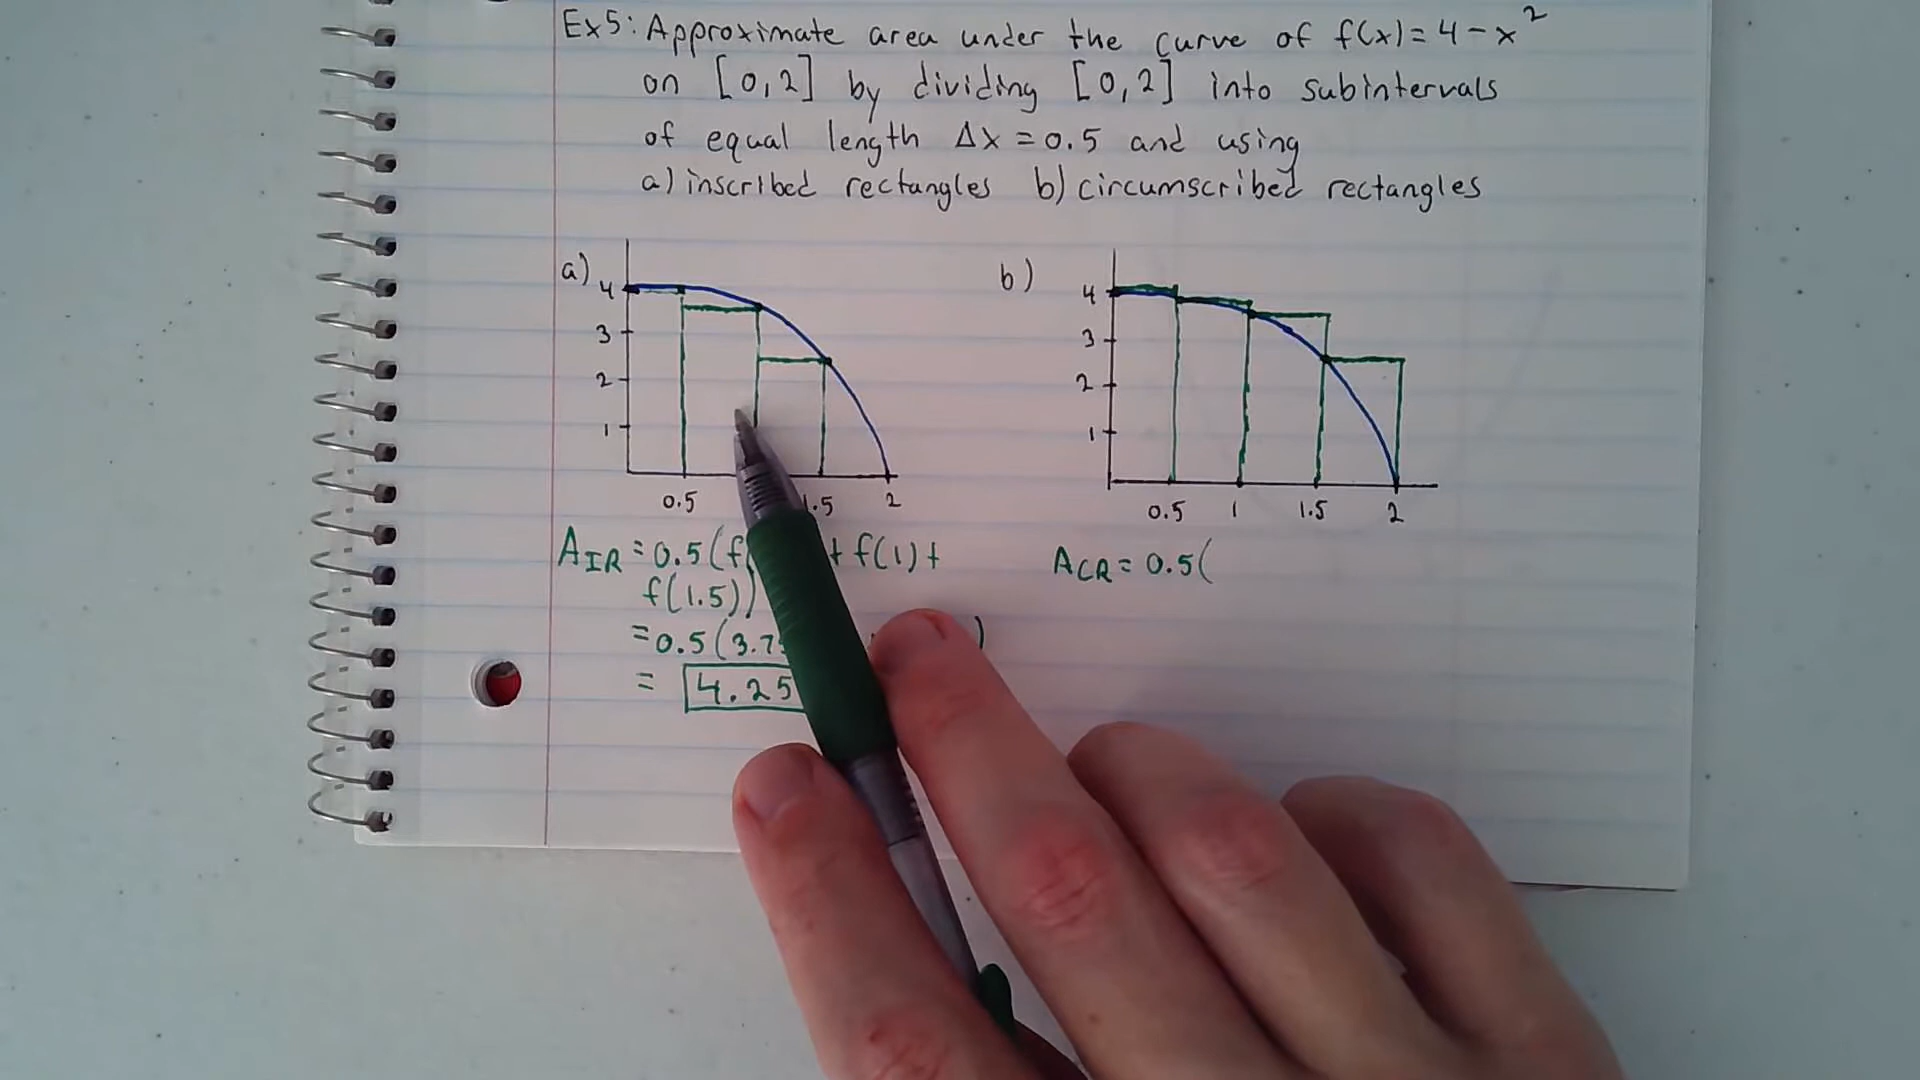 Ex5: Approximate area under the curve of f(x) = 4 - x²
on [0,2] by dividing [0,2] into subintervals
of equal length Δx = 0.5 and using
a) inscribed rectangles b) circumscribed rectangles
a)
4
3
2
1
0.5 1.5 2
b)
4
3
2
1
0.5 1 1.5 2
A_IR = 0.5(f + f(1) +
f(1.5))
= 0.5(3.7 )
= 4.25
A_CR = 0.5(